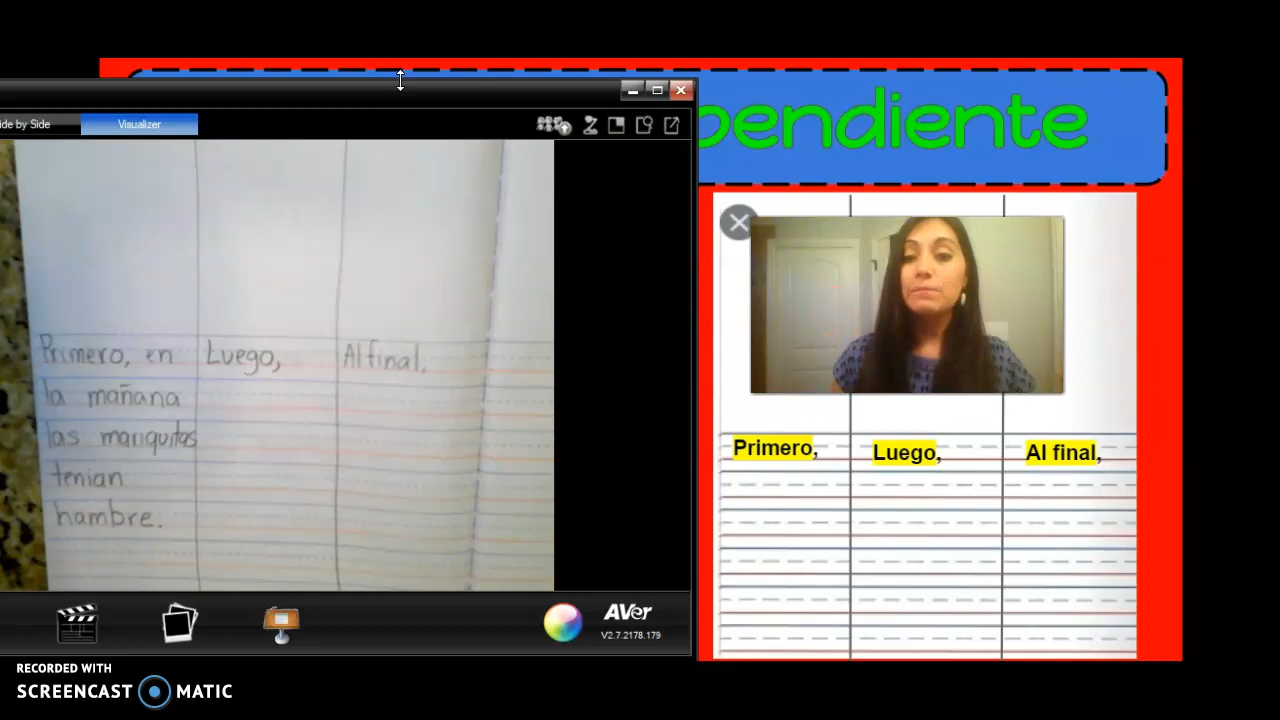 ide by Side
Visualizer
pendiente
Primero, en
la mañana
las mariquitas
tenian
hambre.
Luego,
Al final,
Primero,
Luego,
Al final,
AVer
V2.7.2178.179
RECORDED WITH
SCREENCAST MATIC